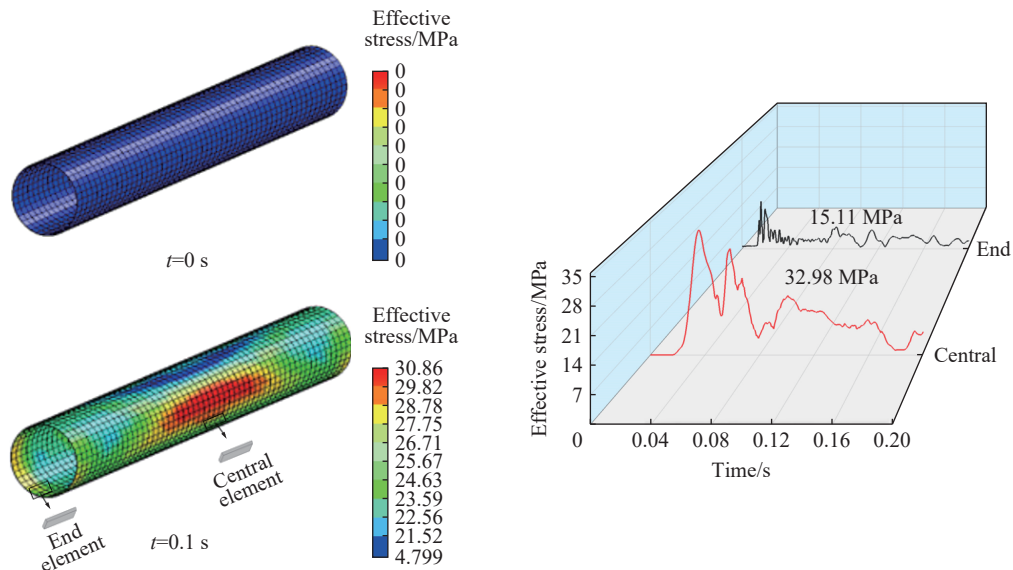 Effective
stress/MPa
0
0
0
0
0
0
0
0
0
0
0
t=0 s
Effective
stress/MPa
30.86
29.82
28.78
27.75
26.71
25.67
24.63
23.59
22.56
21.52
4.799
Central
element
End
element
t=0.1 s
15.11 MPa
End
32.98 MPa
Central
Effective stress/MPa
35
28
21
14
7
0
0.04
0.08
0.12
0.16
0.20
Time/s